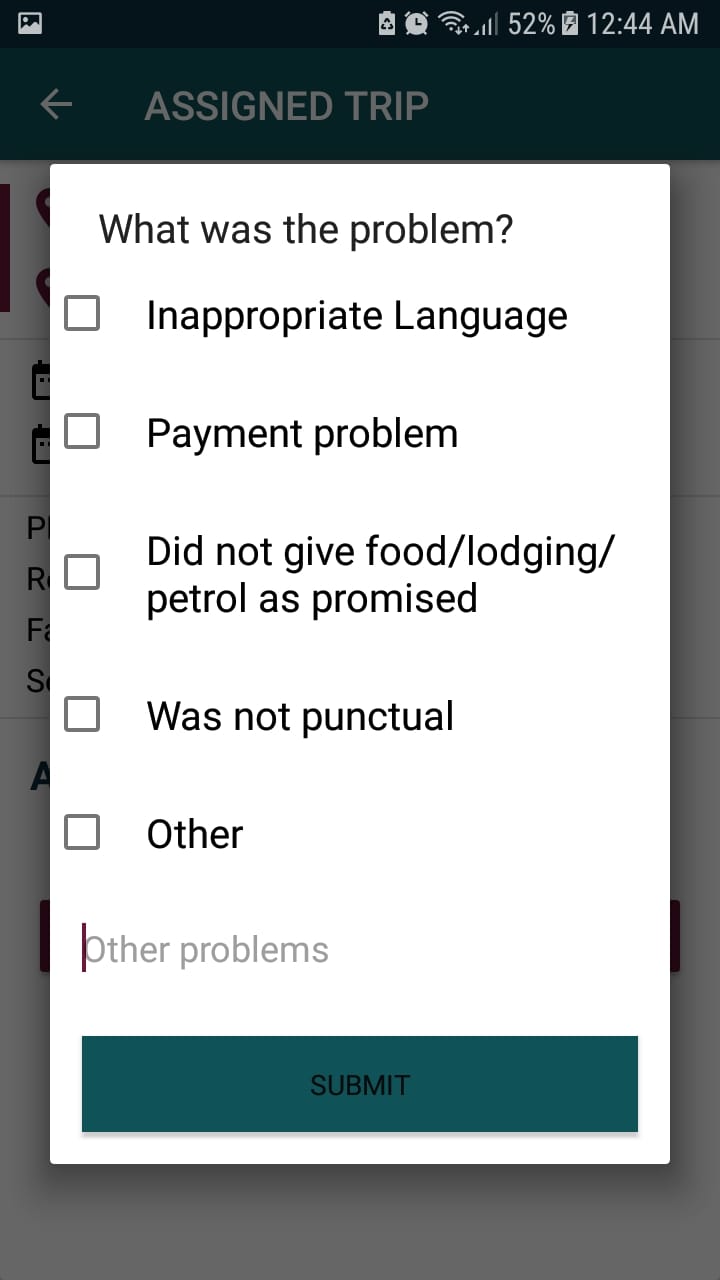 52% 12:44 AM
ASSIGNED TRIP
What was the problem?
Inappropriate Language
Payment problem
Did not give food/lodging/
petrol as promised
Was not punctual
Other
Other problems
SUBMIT